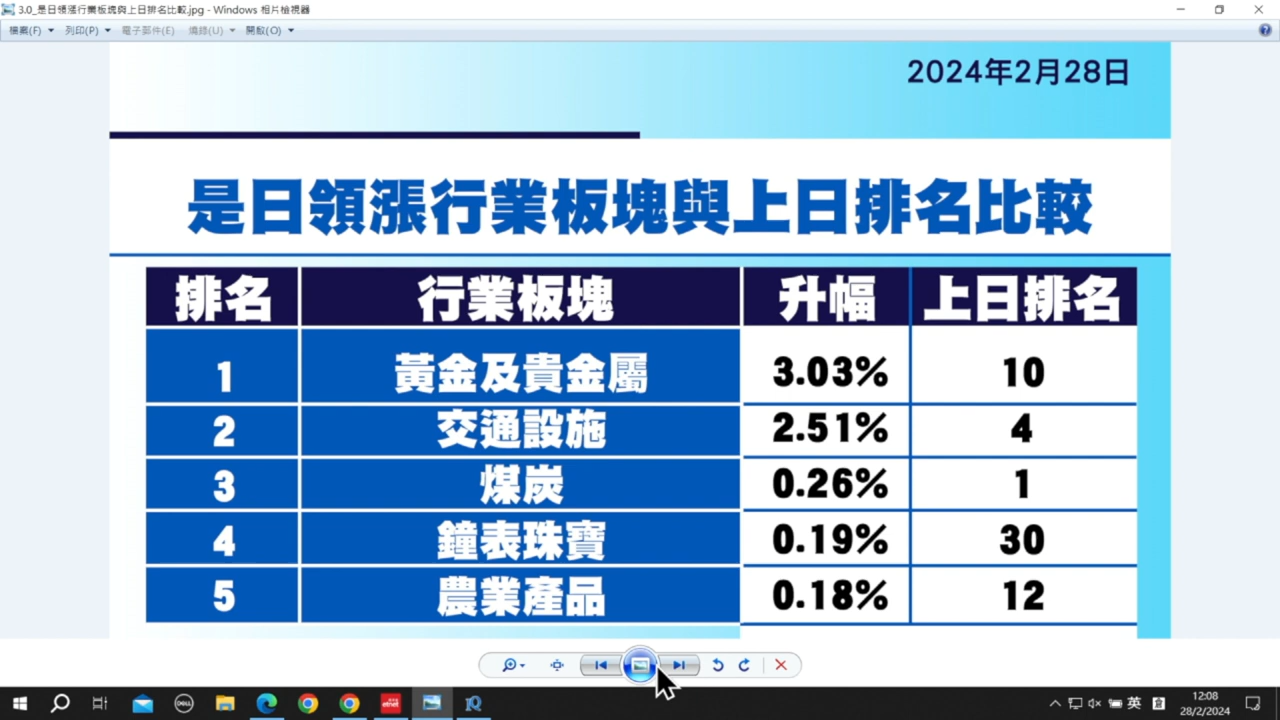 3.0_是日領漲行業板塊與上日排名比較.jpg - Windows 相片檢視器
檔案(F) 列印(P) 電子郵件(E) 燒錄(U) 開啟(O)
2024年2月28日
是日領漲行業板塊與上日排名比較
排名 行業板塊 升幅 上日排名
1 黃金及貴金屬 3.03% 10
2 交通設施 2.51% 4
3 煤炭 0.26% 1
4 鐘表珠寶 0.19% 30
5 農業產品 0.18% 12
DELL etnet IQ 英 12:08
28/2/2024